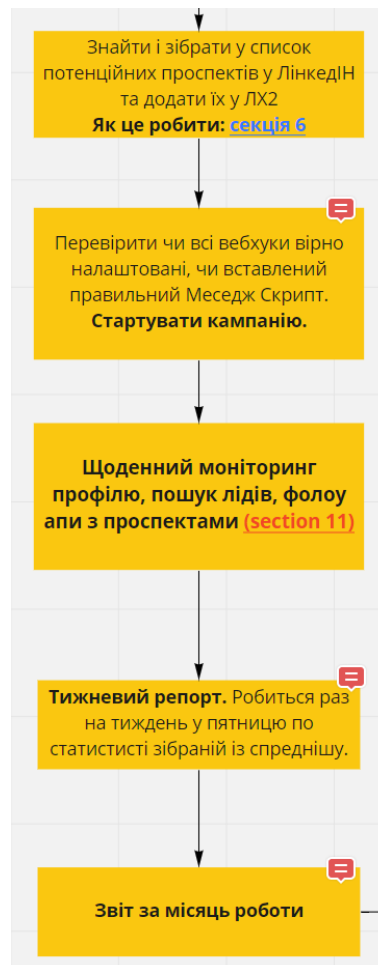 Знайти і зібрати у список
потенційних проспектів у ЛінкедІН
та додати їх у ЛХ2
Як це робити: секція 6
Перевірити чи всі вебхуки вірно
налаштовані, чи вставлений
правильний Меседж Скрипт.
Стартувати кампанію.
Щоденний моніторинг
профілю, пошук лідів, фолоу
апи з проспектами (section 11)
Тижневий репорт. Робиться раз
на тиждень у пятницю по
статистисті зібраній із спреднішу.
Звіт за місяць роботи